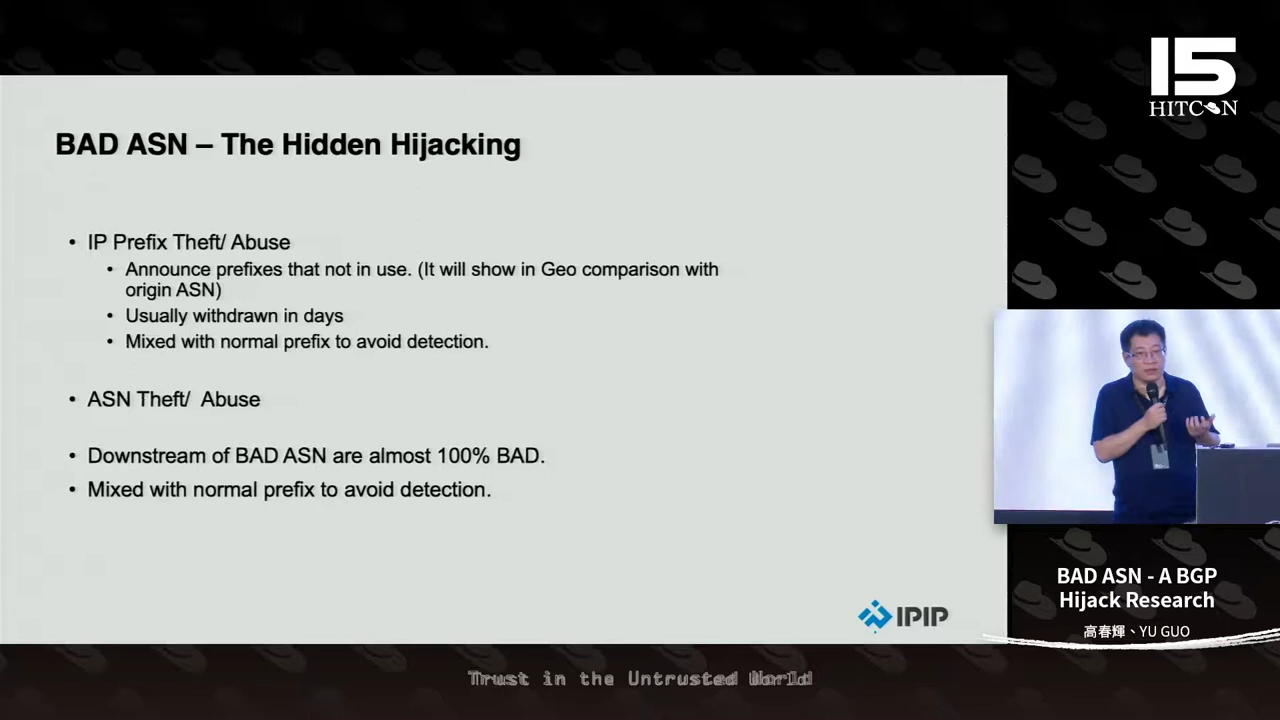 15
HITCON
BAD ASN – The Hidden Hijacking
• IP Prefix Theft/ Abuse
• Announce prefixes that not in use. (It will show in Geo comparison with
origin ASN)
• Usually withdrawn in days
• Mixed with normal prefix to avoid detection.
• ASN Theft/  Abuse
• Downstream of BAD ASN are almost 100% BAD.
• Mixed with normal prefix to avoid detection.
IPIP
BAD ASN - A BGP
Hijack Research
高春輝、YU GUO
Trust in the Untrusted World